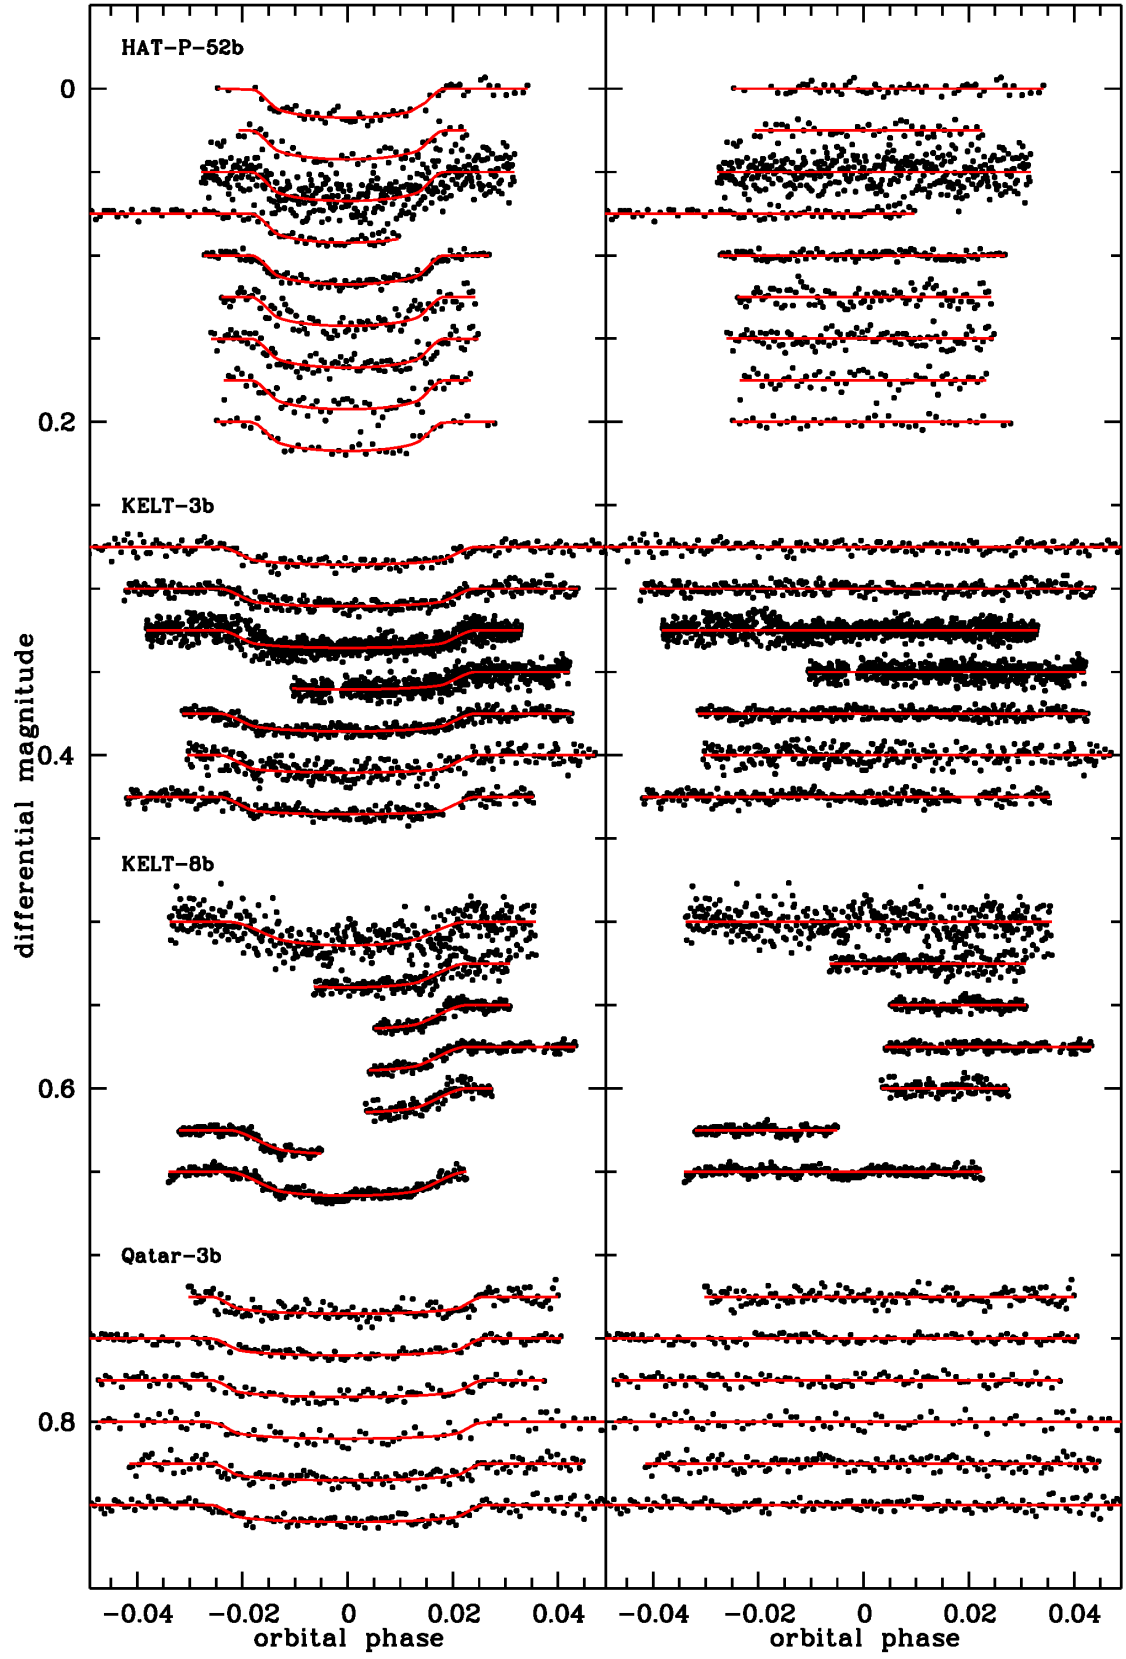 HAT-P-52b
0
0.2
KELT-3b
differential magnitude
0.4
KELT-8b
0.6
Qatar-3b
0.8
-0.04 -0.02 0 0.02 0.04 -0.04 -0.02 0 0.02 0.04
orbital phase orbital phase